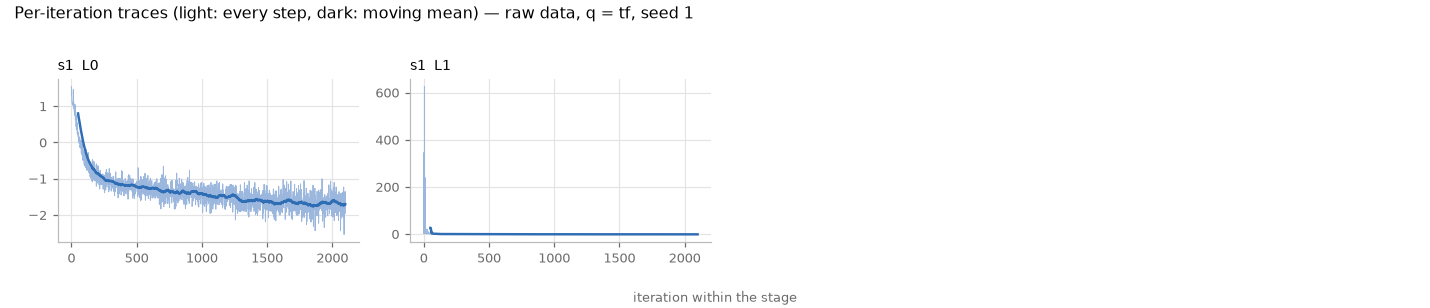 Per-iteration traces (light: every step, dark: moving mean) — raw data, q = tf, seed 1
s1 L0
s1 L1
1
0
−1
−2
0 500 1000 1500 2000
600
400
200
0
0 500 1000 1500 2000
iteration within the stage